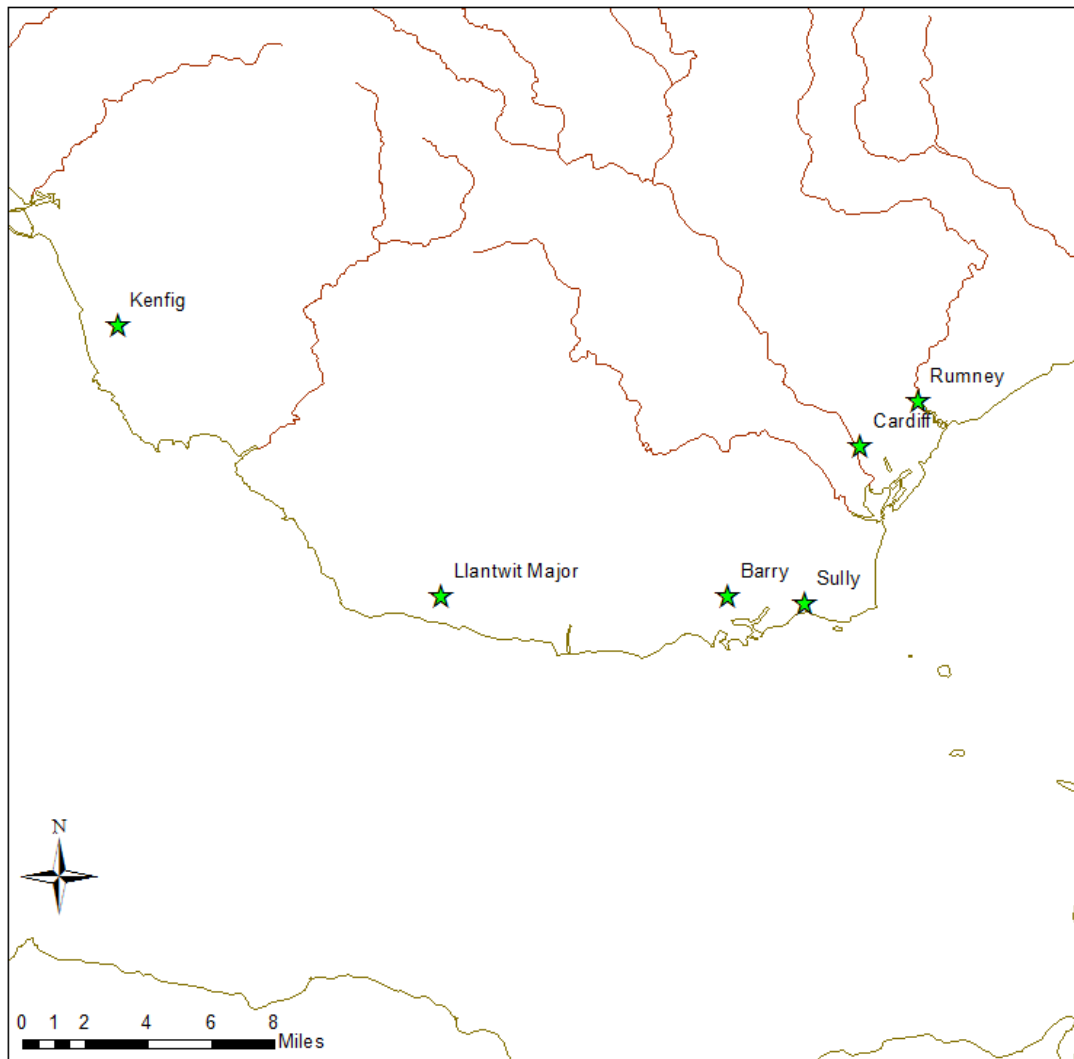 Kenfig
Rumney
Cardiff
Llantwit Major
Barry
Sully
N
0 1 2 4 6 8
Miles